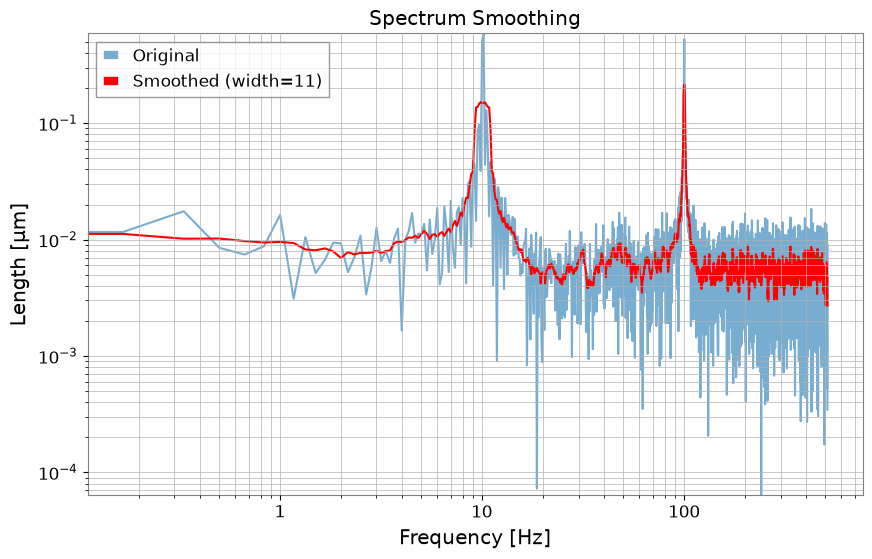 Spectrum Smoothing
Original
Smoothed (width=11)
Length [µm]
10⁻¹
10⁻²
10⁻³
10⁻⁴
1
10
100
Frequency [Hz]